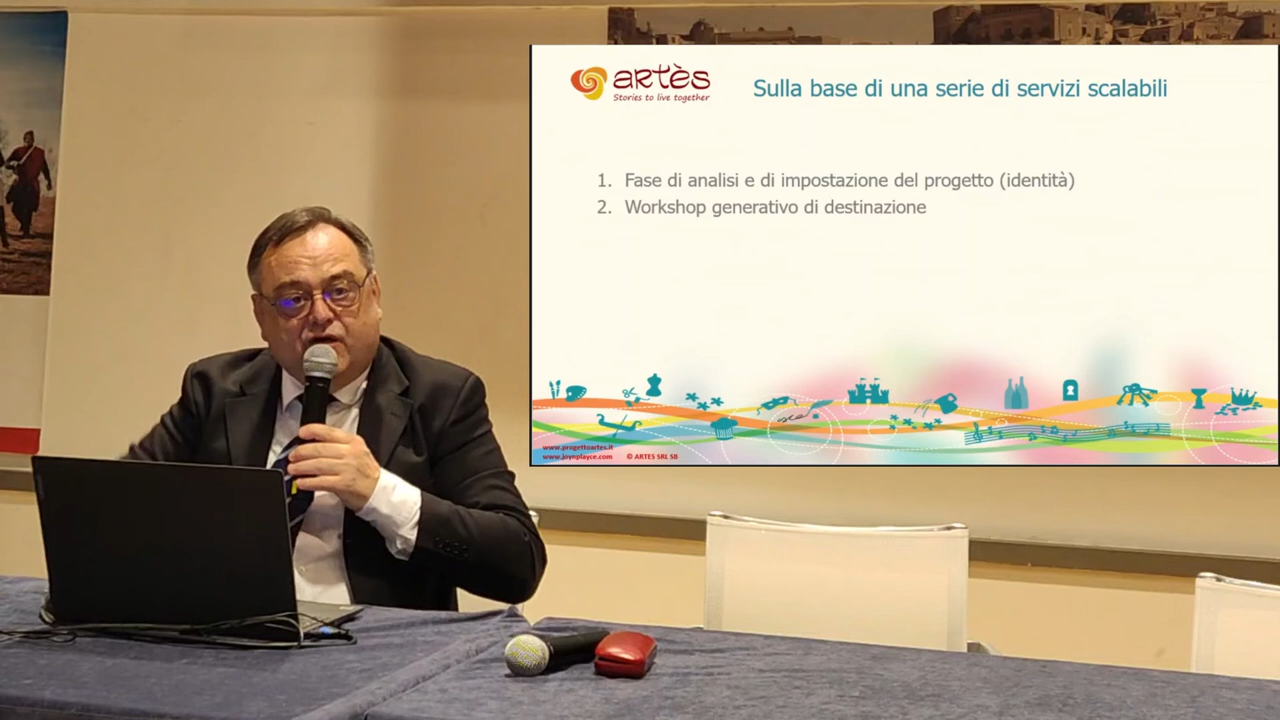 artès
Stories to live together
Sulla base di una serie di servizi scalabili
1. Fase di analisi e di impostazione del progetto (identità)
2. Workshop generativo di destinazione
www.progettoartes.it
www.joynplayce.com © ARTES SRL SB